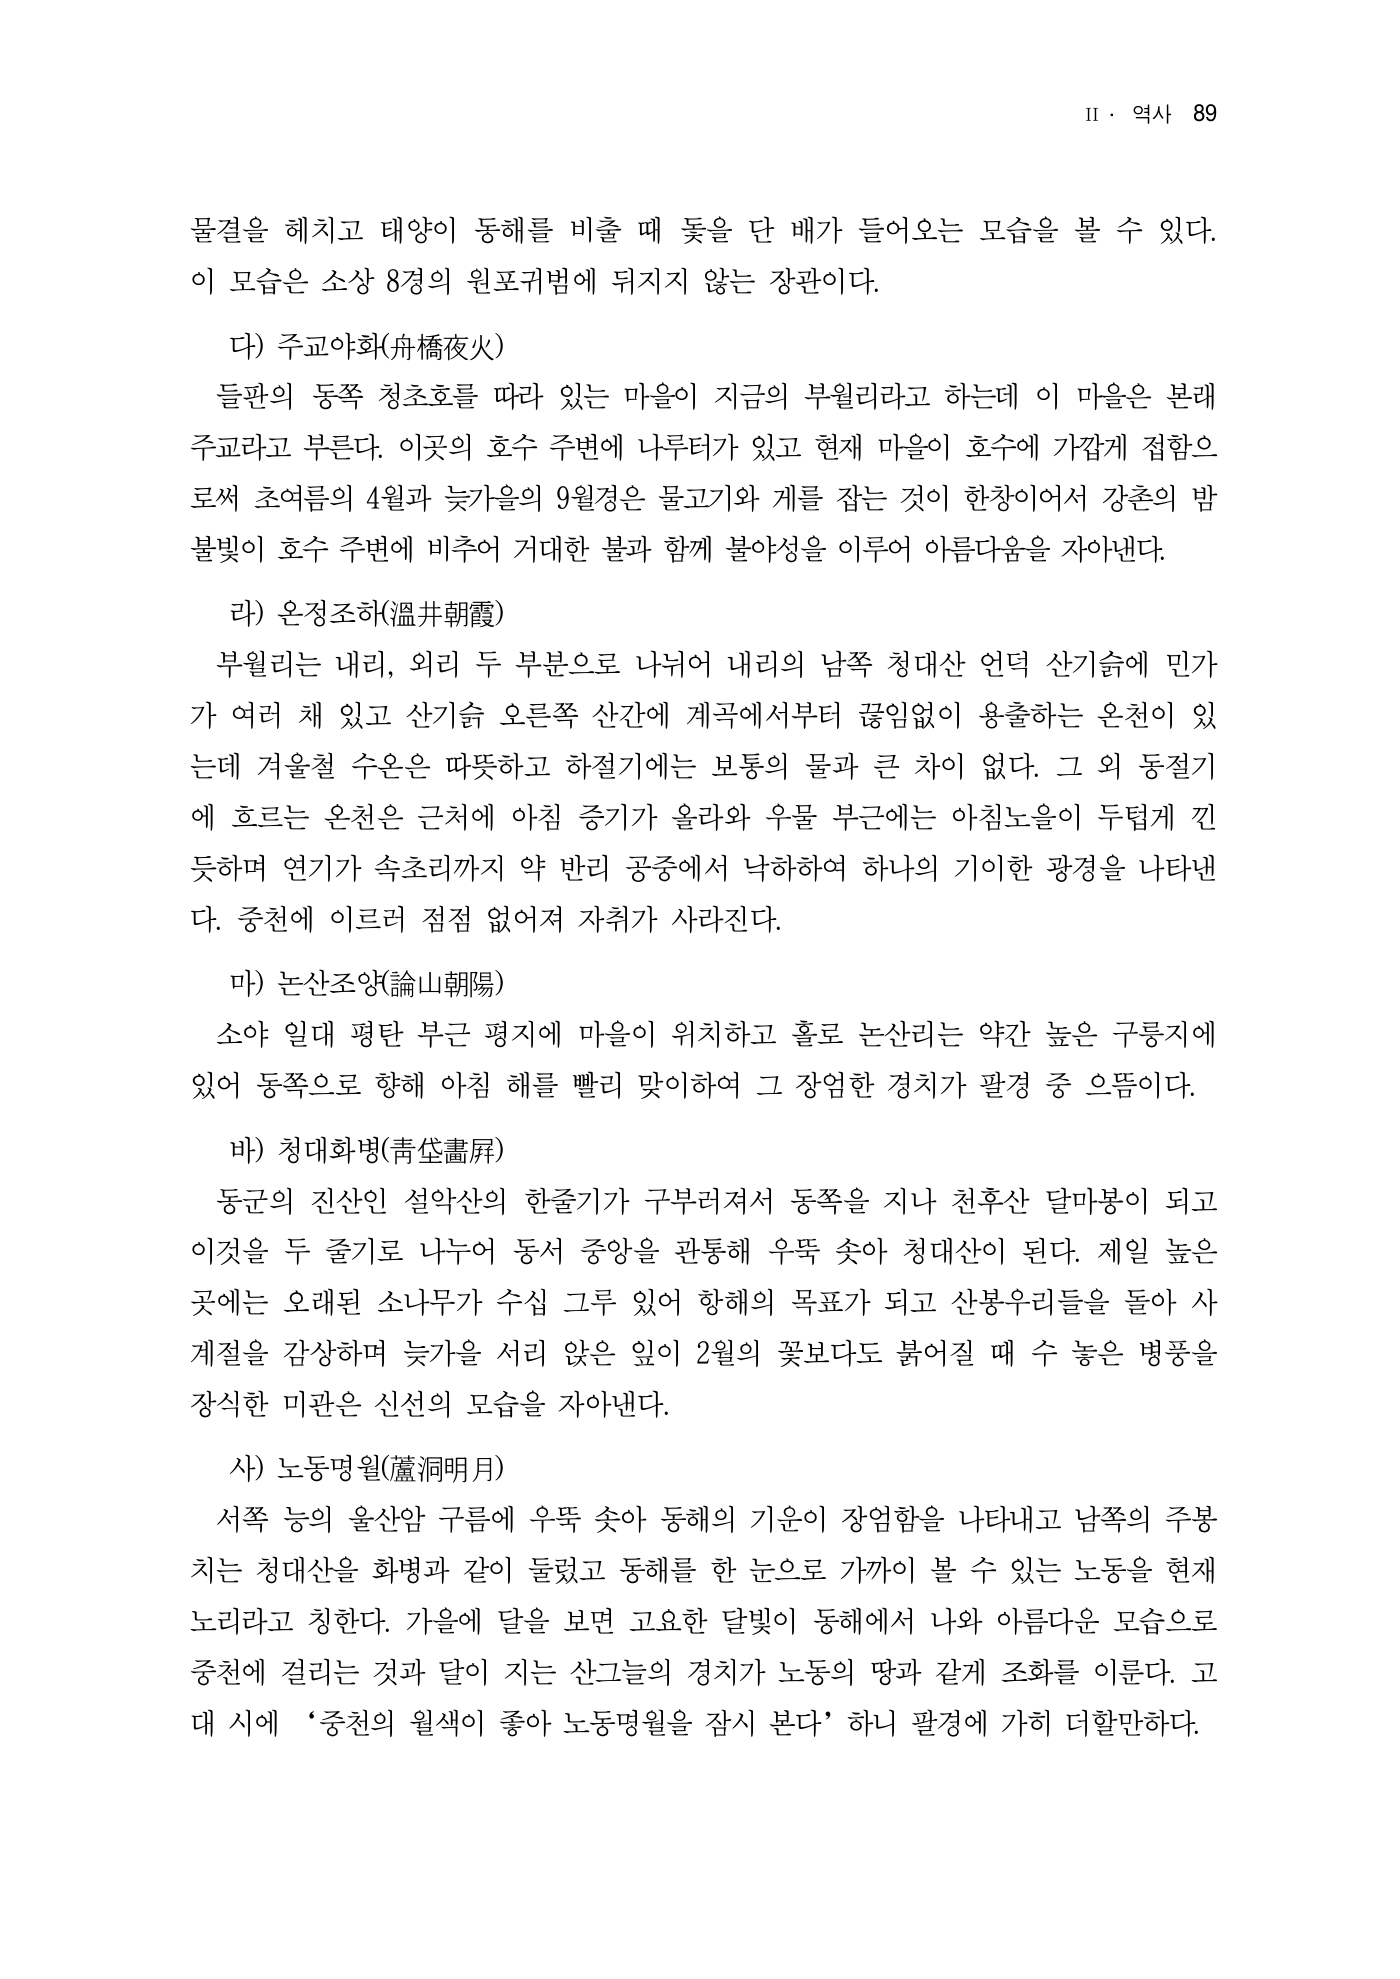 II · 역사 89
물결을 헤치고 태양이 동해를 비출 때 돛을 단 배가 들어오는 모습을 볼 수 있다.
이 모습은 소상 8경의 원포귀범에 뒤지지 않는 장관이다.
다) 주교야화(舟橋夜火)
들판의 동쪽 청초호를 따라 있는 마을이 지금의 부월리라고 하는데 이 마을은 본래
주교라고 부른다. 이곳의 호수 주변에 나루터가 있고 현재 마을이 호수에 가깝게 접함으
로써 초여름의 4월과 늦가을의 9월경은 물고기와 게를 잡는 것이 한창이어서 강촌의 밤
불빛이 호수 주변에 비추어 거대한 불과 함께 불야성을 이루어 아름다움을 자아낸다.
라) 온정조하(溫井朝霞)
부월리는 내리, 외리 두 부분으로 나뉘어 내리의 남쪽 청대산 언덕 산기슭에 민가
가 여러 채 있고 산기슭 오른쪽 산간에 계곡에서부터 끊임없이 용출하는 온천이 있
는데 겨울철 수온은 따뜻하고 하절기에는 보통의 물과 큰 차이 없다. 그 외 동절기
에 흐르는 온천은 근처에 아침 증기가 올라와 우물 부근에는 아침노을이 두텁게 낀
듯하며 연기가 속초리까지 약 반리 공중에서 낙하하여 하나의 기이한 광경을 나타낸
다. 중천에 이르러 점점 없어져 자취가 사라진다.
마) 논산조양(論山朝陽)
소야 일대 평탄 부근 평지에 마을이 위치하고 홀로 논산리는 약간 높은 구릉지에
있어 동쪽으로 향해 아침 해를 빨리 맞이하여 그 장엄한 경치가 팔경 중 으뜸이다.
바) 청대화병(靑垈畵屛)
동군의 진산인 설악산의 한줄기가 구부러져서 동쪽을 지나 천후산 달마봉이 되고
이것을 두 줄기로 나누어 동서 중앙을 관통해 우뚝 솟아 청대산이 된다. 제일 높은
곳에는 오래된 소나무가 수십 그루 있어 항해의 목표가 되고 산봉우리들을 돌아 사
계절을 감상하며 늦가을 서리 앉은 잎이 2월의 꽃보다도 붉어질 때 수 놓은 병풍을
장식한 미관은 신선의 모습을 자아낸다.
사) 노동명월(蘆洞明月)
서쪽 능의 울산암 구름에 우뚝 솟아 동해의 기운이 장엄함을 나타내고 남쪽의 주봉
치는 청대산을 화병과 같이 둘렀고 동해를 한 눈으로 가까이 볼 수 있는 노동을 현재
노리라고 칭한다. 가을에 달을 보면 고요한 달빛이 동해에서 나와 아름다운 모습으로
중천에 걸리는 것과 달이 지는 산그늘의 경치가 노동의 땅과 같게 조화를 이룬다. 고
대 시에 ‘중천의 월색이 좋아 노동명월을 잠시 본다’하니 팔경에 가히 더할만하다.